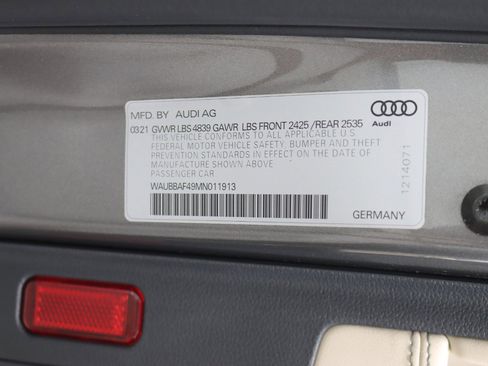 MFD. BY AUDI AG
03.21 GVWR LBS 4839 GAWR LBS FRONT 2425 /REAR 2535
THIS VEHICLE CONFORMS TO ALL APPLICABLE U.S.
FEDERAL MOTOR VEHICLE SAFETY, BUMPER AND THEFT
PREVENTION STANDARDS IN EFFECT ON THE DATE OF
MANUFACTURE SHOWN ABOVE
PASSENGER CAR
WAUBBAF49MN011913
Audi
1214071
GERMANY